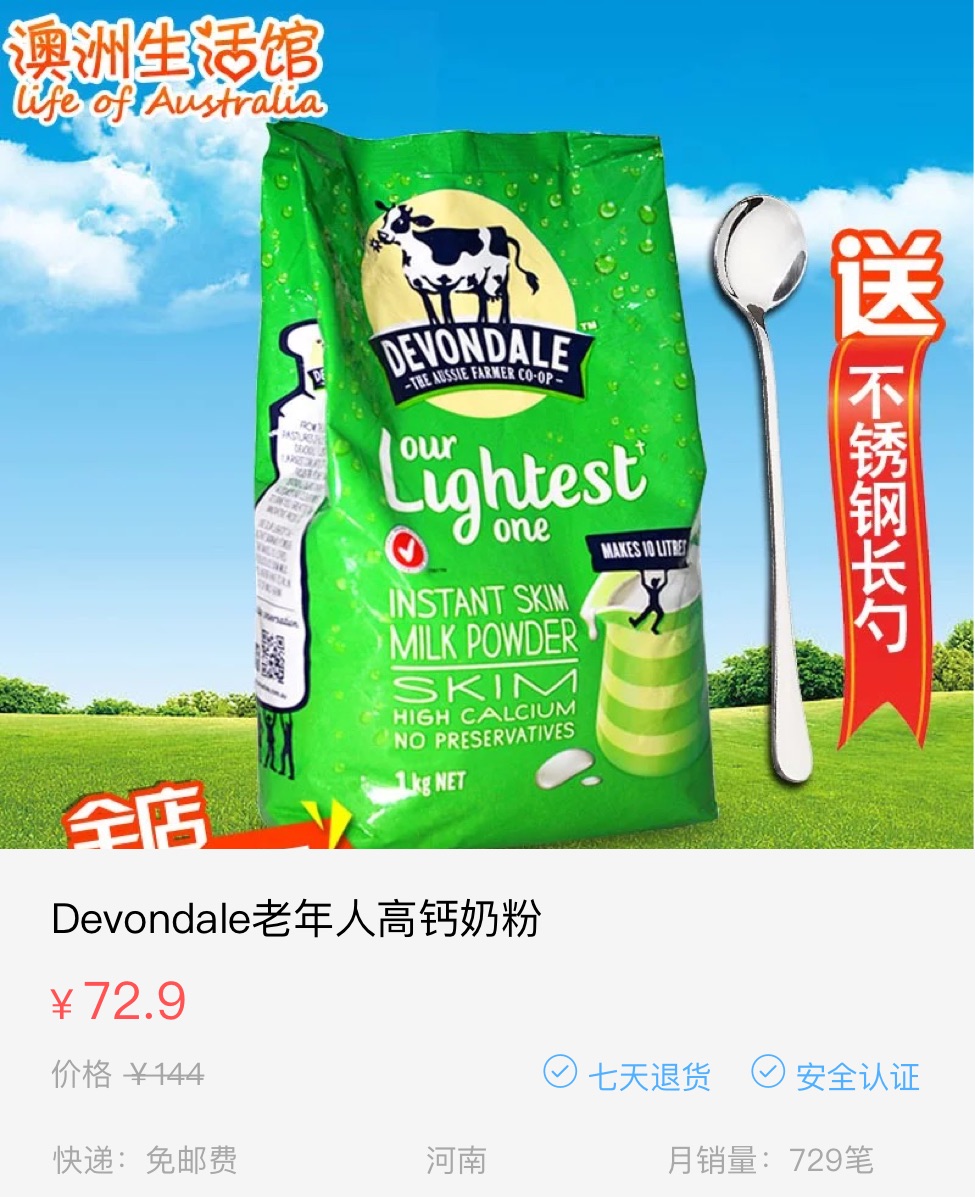 澳洲生活馆
life of Australia
DEVONDALE™
-THE AUSSIE FARMER CO-OP-
our
Lightest†
one
MAKES 10 LITRES
INSTANT SKIM
MILK POWDER
SKIM
HIGH CALCIUM
NO PRESERVATIVES
1kg NET
送
不锈钢长勺
全店
Devondale老年人高钙奶粉
¥72.9
价格 ¥144
七天退货 安全认证
快递：免邮费 河南 月销量：729笔